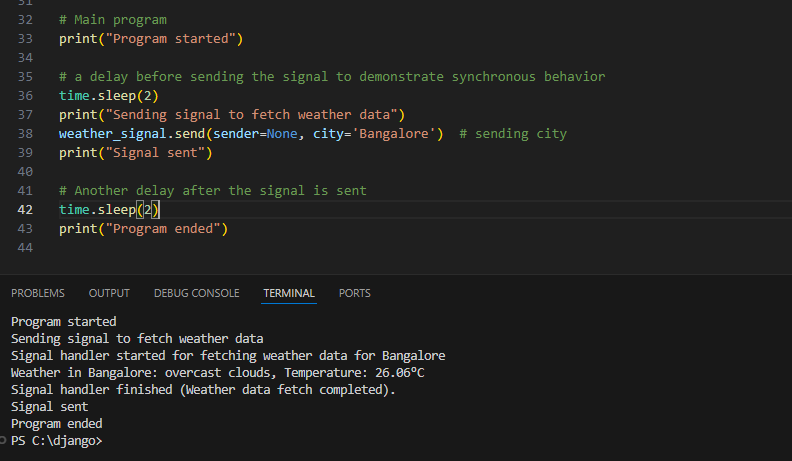 31
32 # Main program
33 print("Program started")
34
35 # a delay before sending the signal to demonstrate synchronous behavior
36 time.sleep(2)
37 print("Sending signal to fetch weather data")
38 weather_signal.send(sender=None, city='Bangalore')  # sending city
39 print("Signal sent")
40
41 # Another delay after the signal is sent
42 time.sleep(2)
43 print("Program ended")
44
PROBLEMS OUTPUT DEBUG CONSOLE TERMINAL PORTS
Program started
Sending signal to fetch weather data
Signal handler started for fetching weather data for Bangalore
Weather in Bangalore: overcast clouds, Temperature: 26.06°C
Signal handler finished (Weather data fetch completed).
Signal sent
Program ended
PS C:\django>